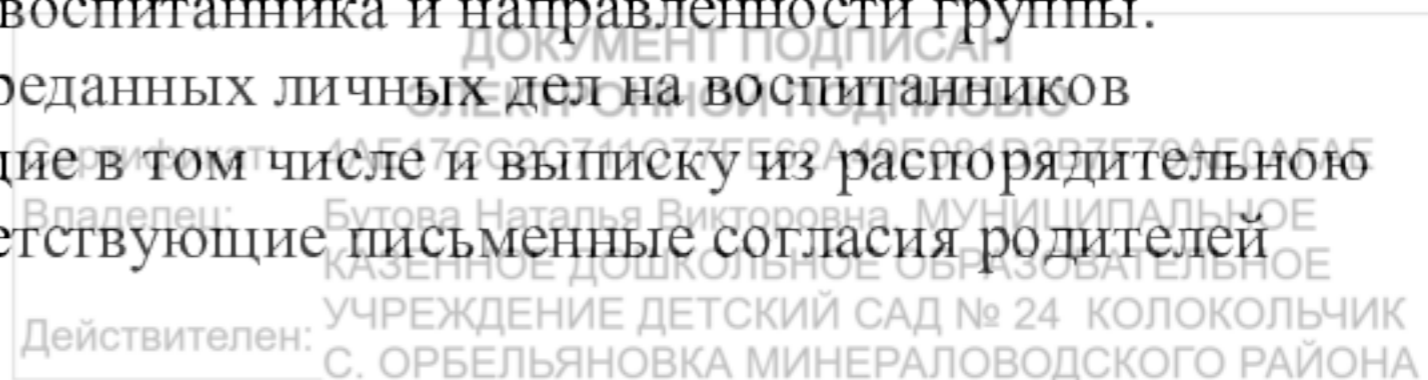 воспитанника и направленности группы.
ДОКУМЕНТ ПОДПИСАН
реданных личных дел на воспитанников
ЭЛЕКТРОННОЙ ПОДПИСЬЮ
щие в том числе и выписку из распорядительною
Сертификат:
Владелец: Бутова Наталья Викторовна, МУНИЦИПАЛЬНОЕ
етствующие письменные согласия родителей
КАЗЕННОЕ ДОШКОЛЬНОЕ ОБРАЗОВАТЕЛЬНОЕ
УЧРЕЖДЕНИЕ ДЕТСКИЙ САД № 24 КОЛОКОЛЬЧИК
Действителен:
С. ОРБЕЛЬЯНОВКА МИНЕРАЛОВОДСКОГО РАЙОНА